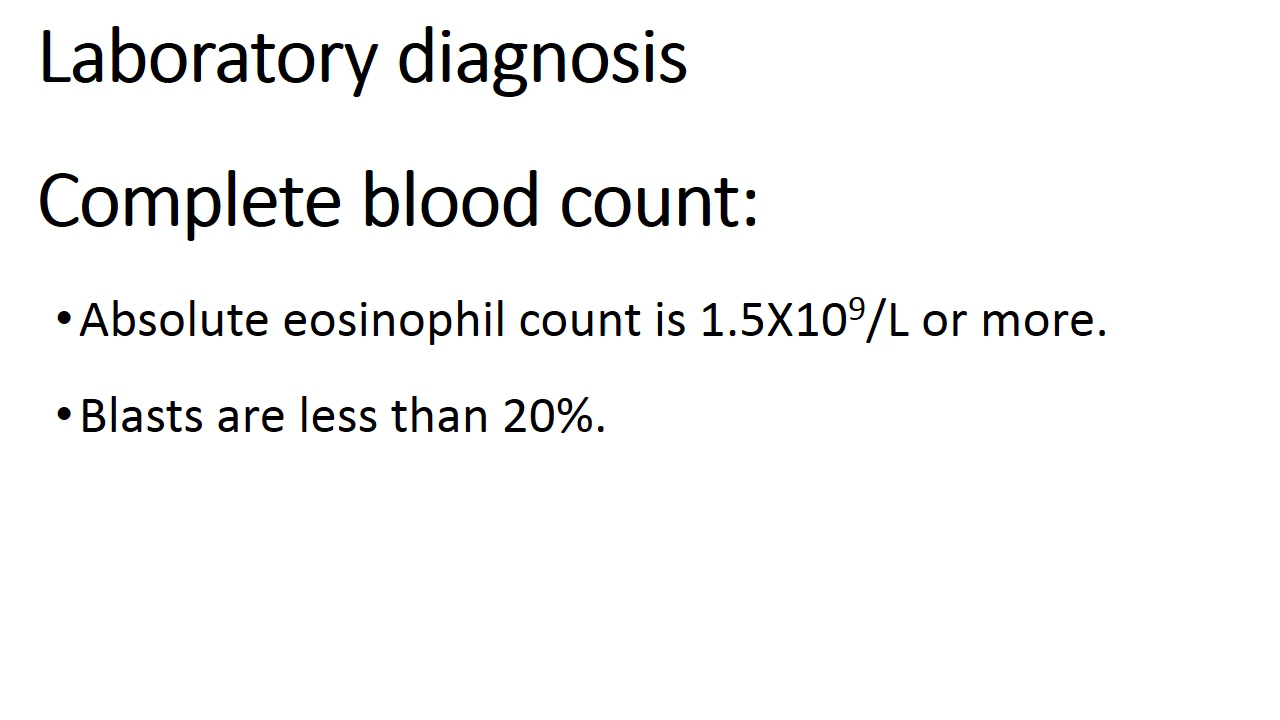 Laboratory diagnosis
Complete blood count:
•Absolute eosinophil count is 1.5X10⁹/L or more.
•Blasts are less than 20%.